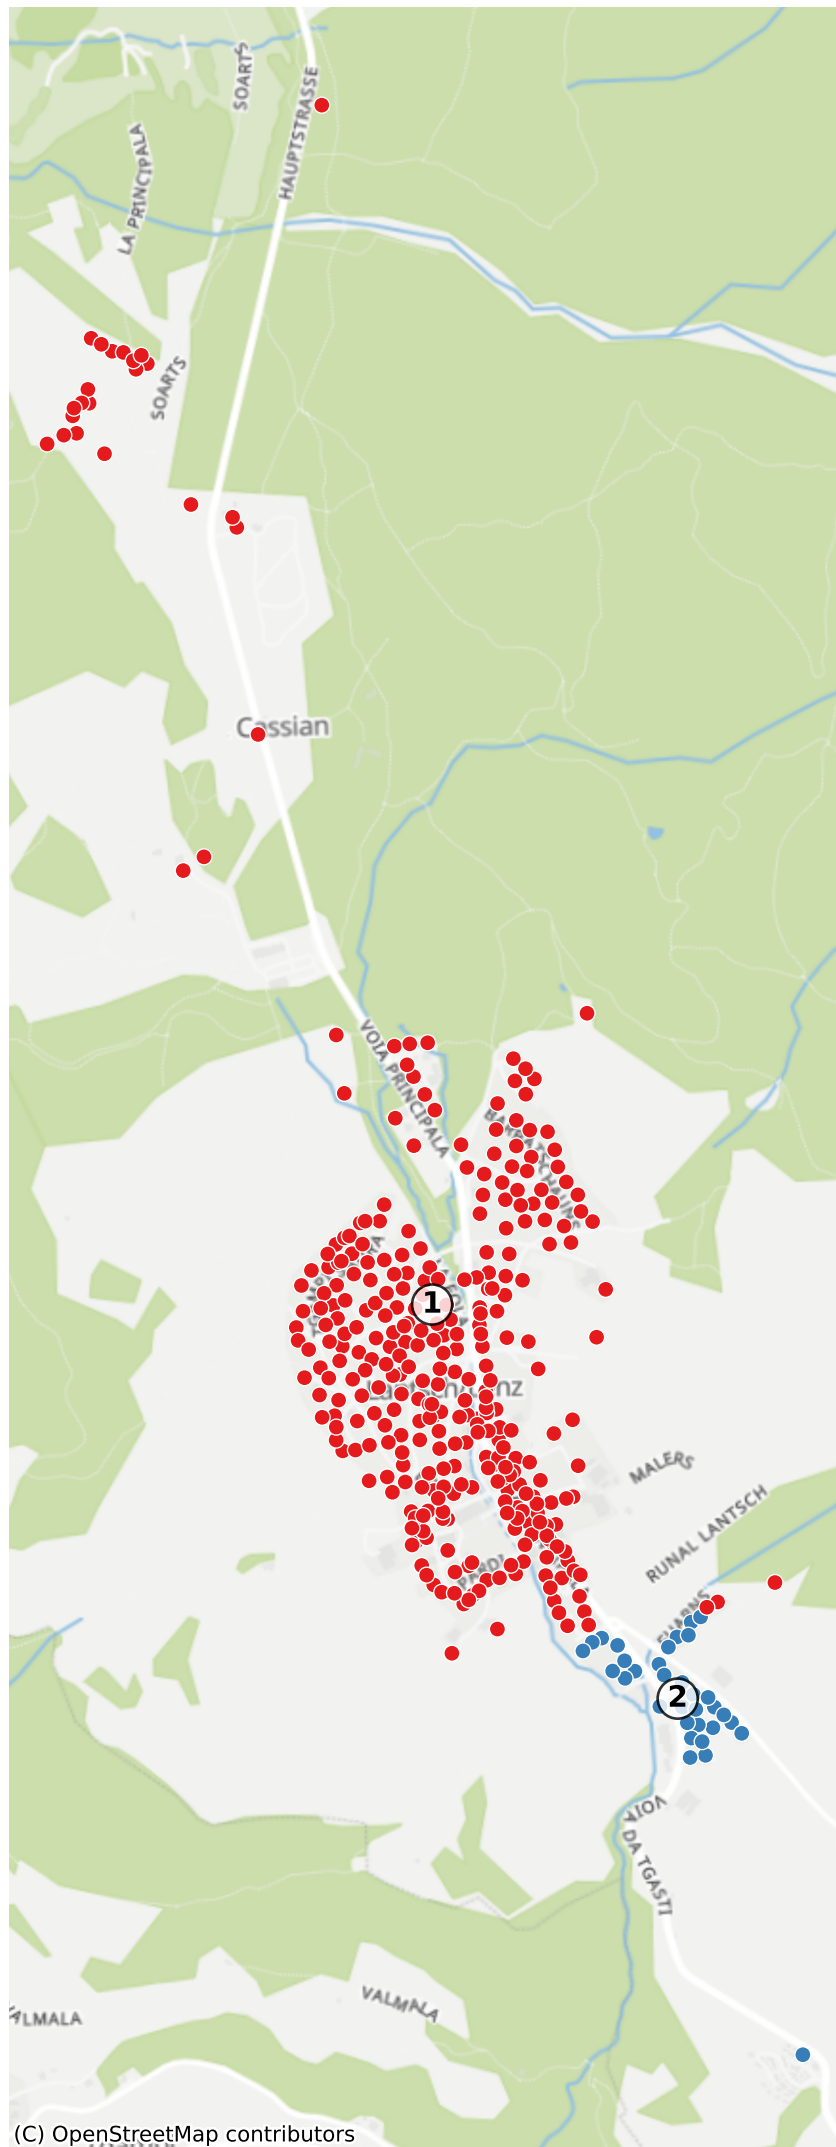 SOARTS
HAUPTSTRASSE
LA PRINCIPALA
SOARTS
Cassian
VOIA PRINCIPALA
1
MALERS
RUNAL LANTSCH
2
VOIA DA TGASTI
VALMALA
VALMALA
(C) OpenStreetMap contributors